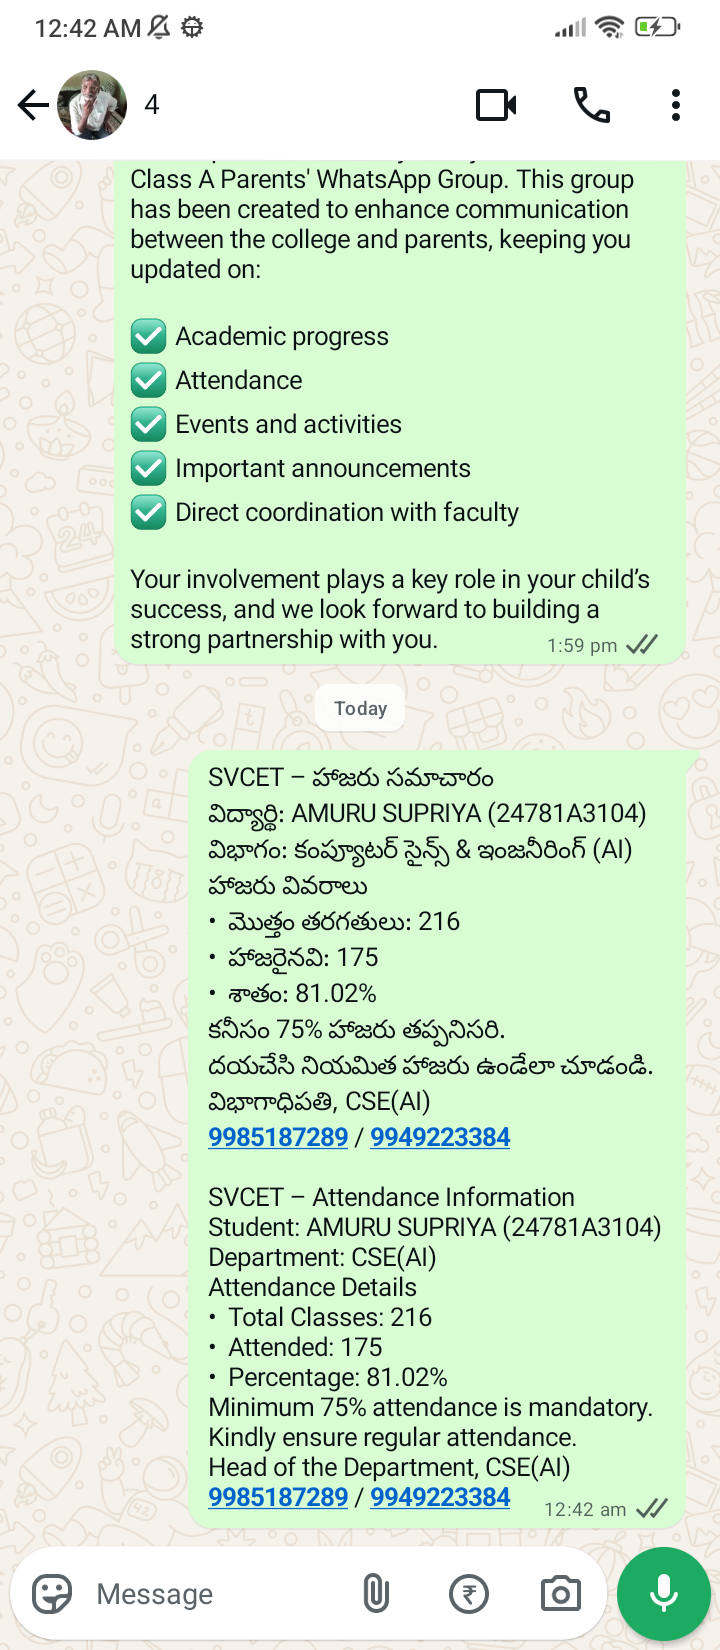 12:42 AM
4
Class A Parents' WhatsApp Group. This group
has been created to enhance communication
between the college and parents, keeping you
updated on:
✅ Academic progress
✅ Attendance
✅ Events and activities
✅ Important announcements
✅ Direct coordination with faculty
Your involvement plays a key role in your child's
success, and we look forward to building a
strong partnership with you. 1:59 pm
Today
SVCET – హాజరు సమాచారం
విద్యార్థి: AMURU SUPRIYA (24781A3104)
విభాగం: కంప్యూటర్ సైన్స్ & ఇంజనీరింగ్ (AI)
హాజరు వివరాలు
• మొత్తం తరగతులు: 216
• హాజరైనవి: 175
• శాతం: 81.02%
కనీసం 75% హాజరు తప్పనిసరి.
దయచేసి నియమిత హాజరు ఉండేలా చూడండి.
విభాగాధిపతి, CSE(AI)
9985187289 / 9949223384
SVCET – Attendance Information
Student: AMURU SUPRIYA (24781A3104)
Department: CSE(AI)
Attendance Details
• Total Classes: 216
• Attended: 175
• Percentage: 81.02%
Minimum 75% attendance is mandatory.
Kindly ensure regular attendance.
Head of the Department, CSE(AI)
9985187289 / 9949223384 12:42 am
Message